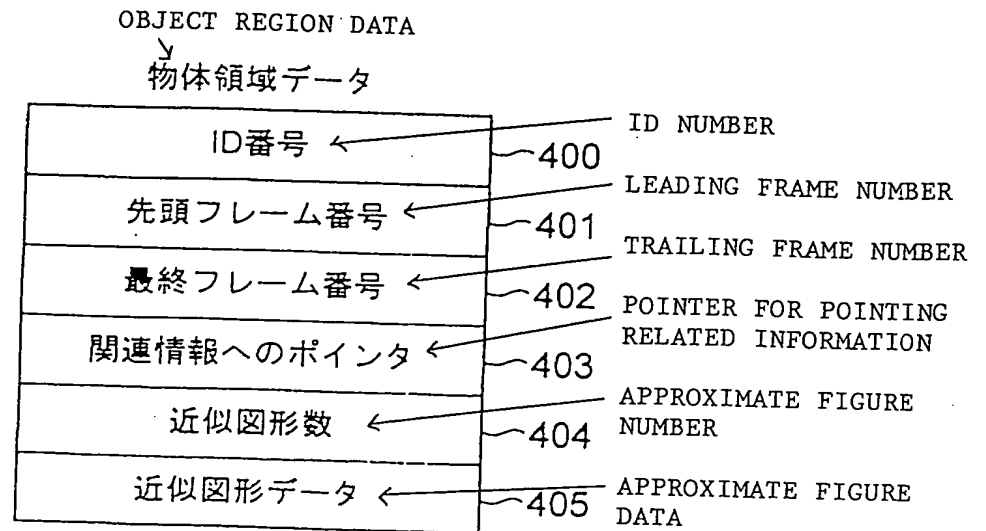 OBJECT REGION DATA
物体領域データ
ID番号
400
ID NUMBER
先頭フレーム番号
401
LEADING FRAME NUMBER
最終フレーム番号
402
TRAILING FRAME NUMBER
関連情報へのポインタ
403
POINTER FOR POINTING
RELATED INFORMATION
近似図形数
404
APPROXIMATE FIGURE
NUMBER
近似図形データ
405
APPROXIMATE FIGURE
DATA